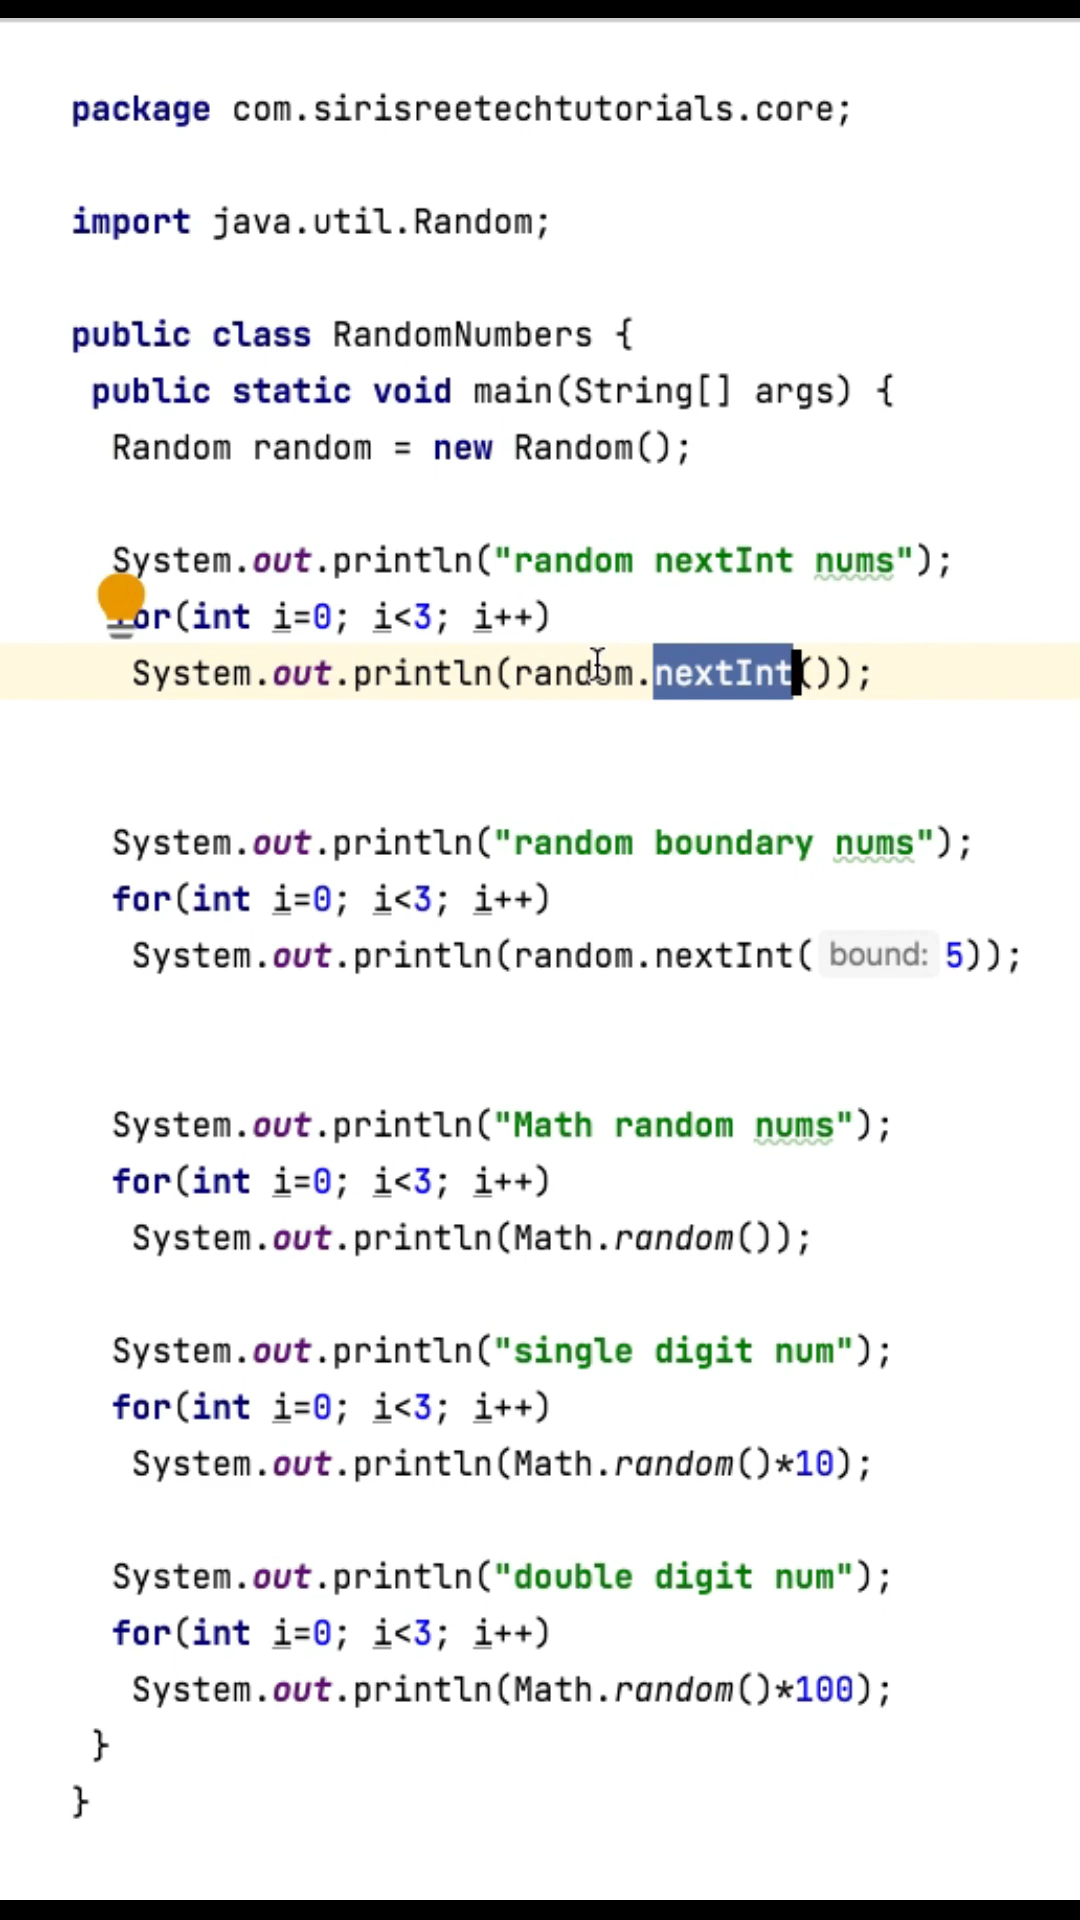 package com.sirisreetechtutorials.core;
import java.util.Random;
public class RandomNumbers {
public static void main(String[] args) {
Random random = new Random();
System.out.println("random nextInt nums");
for(int i=0; i<3; i++)
System.out.println(random.nextInt());
System.out.println("random boundary nums");
for(int i=0; i<3; i++)
System.out.println(random.nextInt( bound: 5));
System.out.println("Math random nums");
for(int i=0; i<3; i++)
System.out.println(Math.random());
System.out.println("single digit num");
for(int i=0; i<3; i++)
System.out.println(Math.random()*10);
System.out.println("double digit num");
for(int i=0; i<3; i++)
System.out.println(Math.random()*100);
}
}